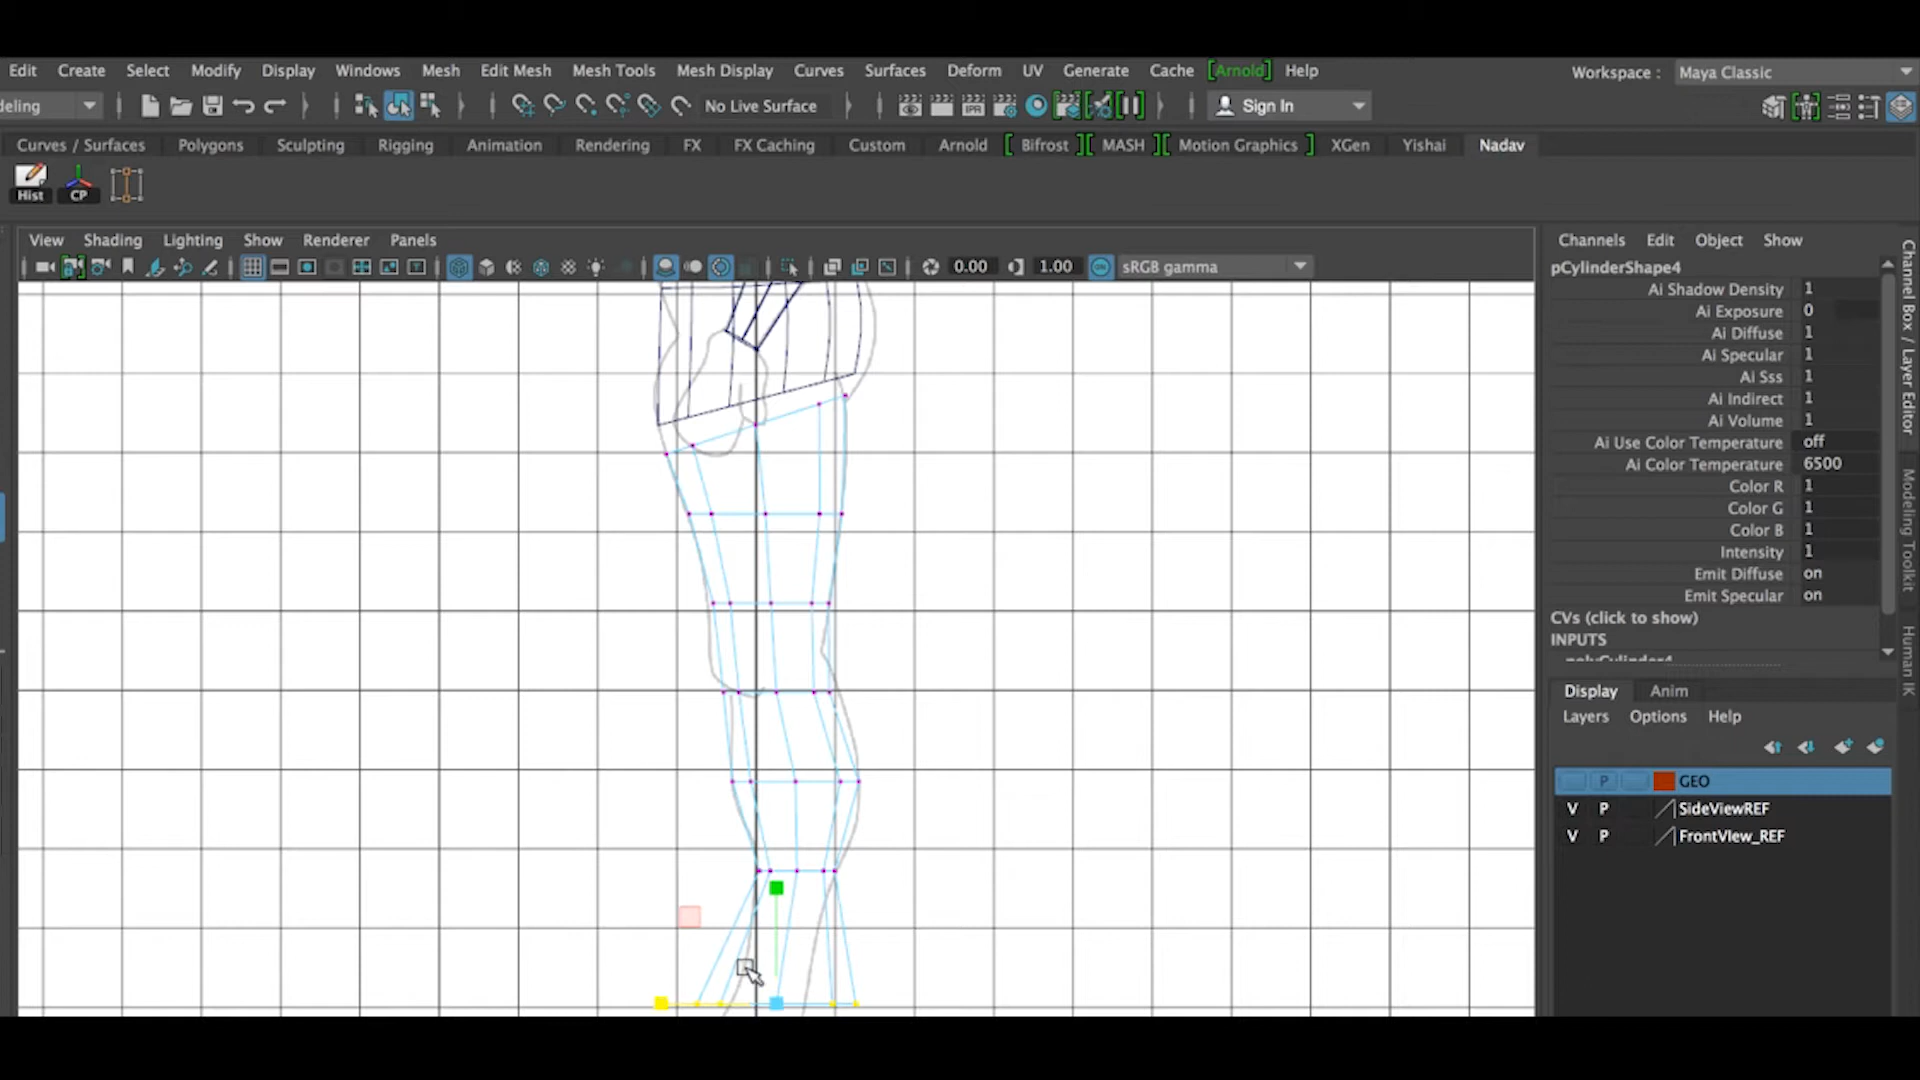 Edit Create Select Modify Display Windows Mesh Edit Mesh Mesh Tools Mesh Display Curves Surfaces Deform UV Generate Cache [Arnold] Help Workspace : Maya Classic
deling No Live Surface Sign In
Curves / Surfaces Polygons Sculpting Rigging Animation Rendering FX FX Caching Custom Arnold [ Bifrost ] [ MASH ] [ Motion Graphics ] XGen Yishai Nadav
Hist CP
View Shading Lighting Show Renderer Panels
IPR
0.00 1.00 ON sRGB gamma
Channels Edit Object Show
pCylinderShape4
Ai Shadow Density 1
Ai Exposure 0
Ai Diffuse 1
Ai Specular 1
Ai Sss 1
Ai Indirect 1
Ai Volume 1
Ai Use Color Temperature off
Ai Color Temperature 6500
Color R 1
Color G 1
Color B 1
Intensity 1
Emit Diffuse on
Emit Specular on
CVs (click to show)
INPUTS
polyCylinder4
Display Anim
Layers Options Help
P GEO
V P SideViewREF
V P FrontVIew_REF
Channel Box / Layer Editor
Modeling Toolkit
Human IK